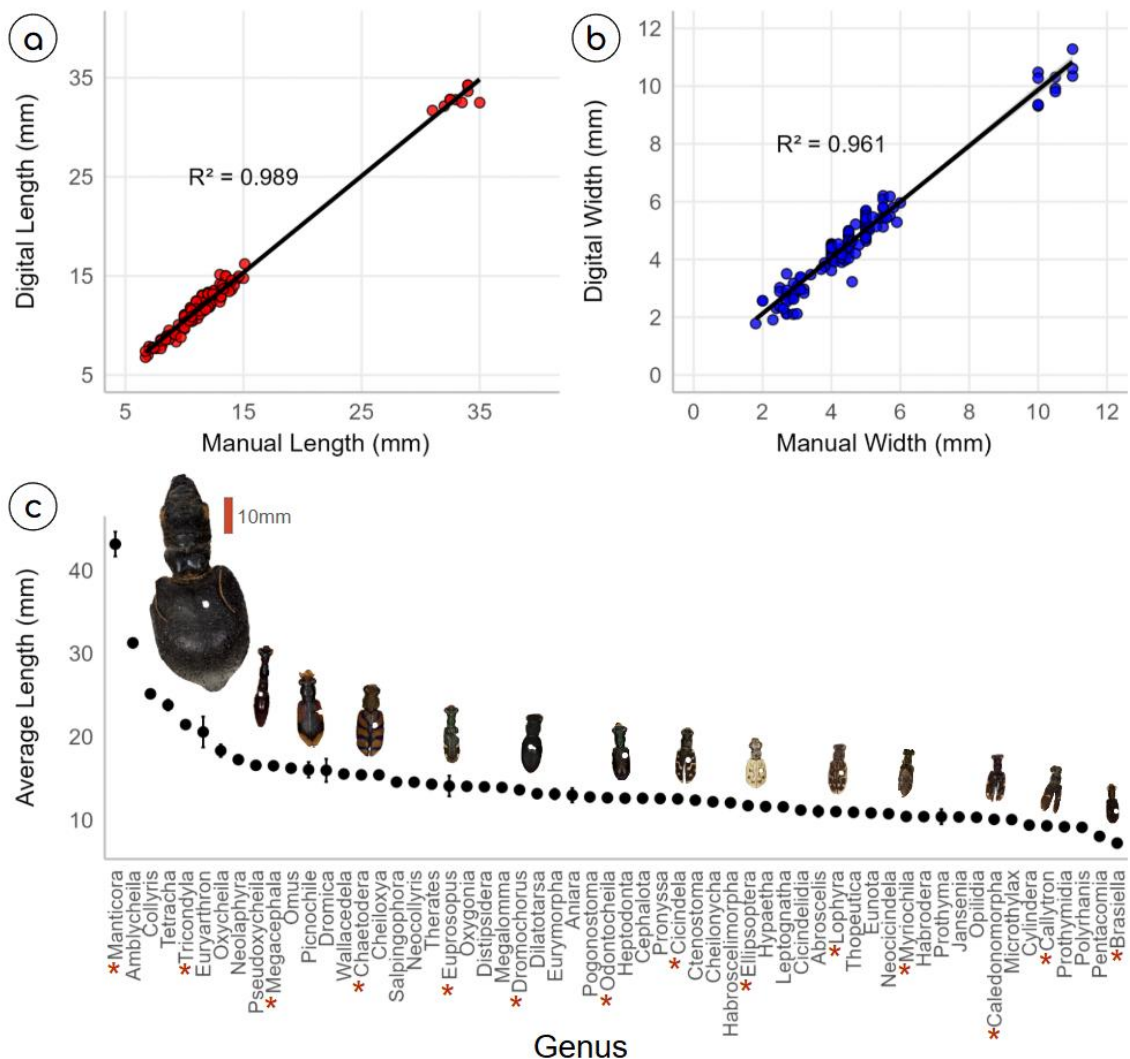 a
Digital Length (mm)
35
25
15
5
R² = 0.989
5
15
25
35
Manual Length (mm)
b
Digital Width (mm)
12
10
8
6
4
2
0
R² = 0.961
0
2
4
6
8
10
12
Manual Width (mm)
c
Average Length (mm)
40
30
20
10
10mm
*Manticora
Amblycheila
Collyris
Tetracha
*Tricondyla
Euryarthron
Oxycheila
Neolaphyra
Pseudoxycheila
*Megacephala
Omus
Picnochile
Dromica
Wallacedela
*Chaetodera
Cheiloxya
Salpingophora
Neocollyris
Therates
*Euprosopus
Oxygonia
Distipsidera
Megalomma
*Dromochorus
Dilatotarsa
Eurymorpha
Aniara
Pogonostoma
*Odontocheila
Heptodonta
Cephalota
Pronyssa
*Cicindela
Ctenostoma
Cheilonycha
Habroscelimorpha
*Ellipsoptera
Hypaetha
Leptognatha
Cicindelidia
Abroscelis
*Lophyra
Thopeutica
Eunota
Neocicindela
*Myriochila
Habrodera
Prothyma
Jansenia
Opilidia
*Caledonomorpha
Microthylax
Cylindera
*Callytron
Prothymidia
Polyrhanis
Pentacomia
*Brasiella
Genus